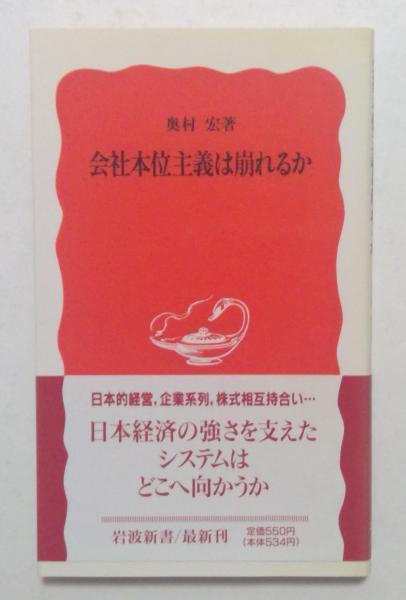 奥村 宏著
会社本位主義は崩れるか
日本的経営,企業系列,株式相互持合い…
日本経済の強さを支えた
システムは
どこへ向かうか
岩波新書/最新刊
定価550円
(本体534円)